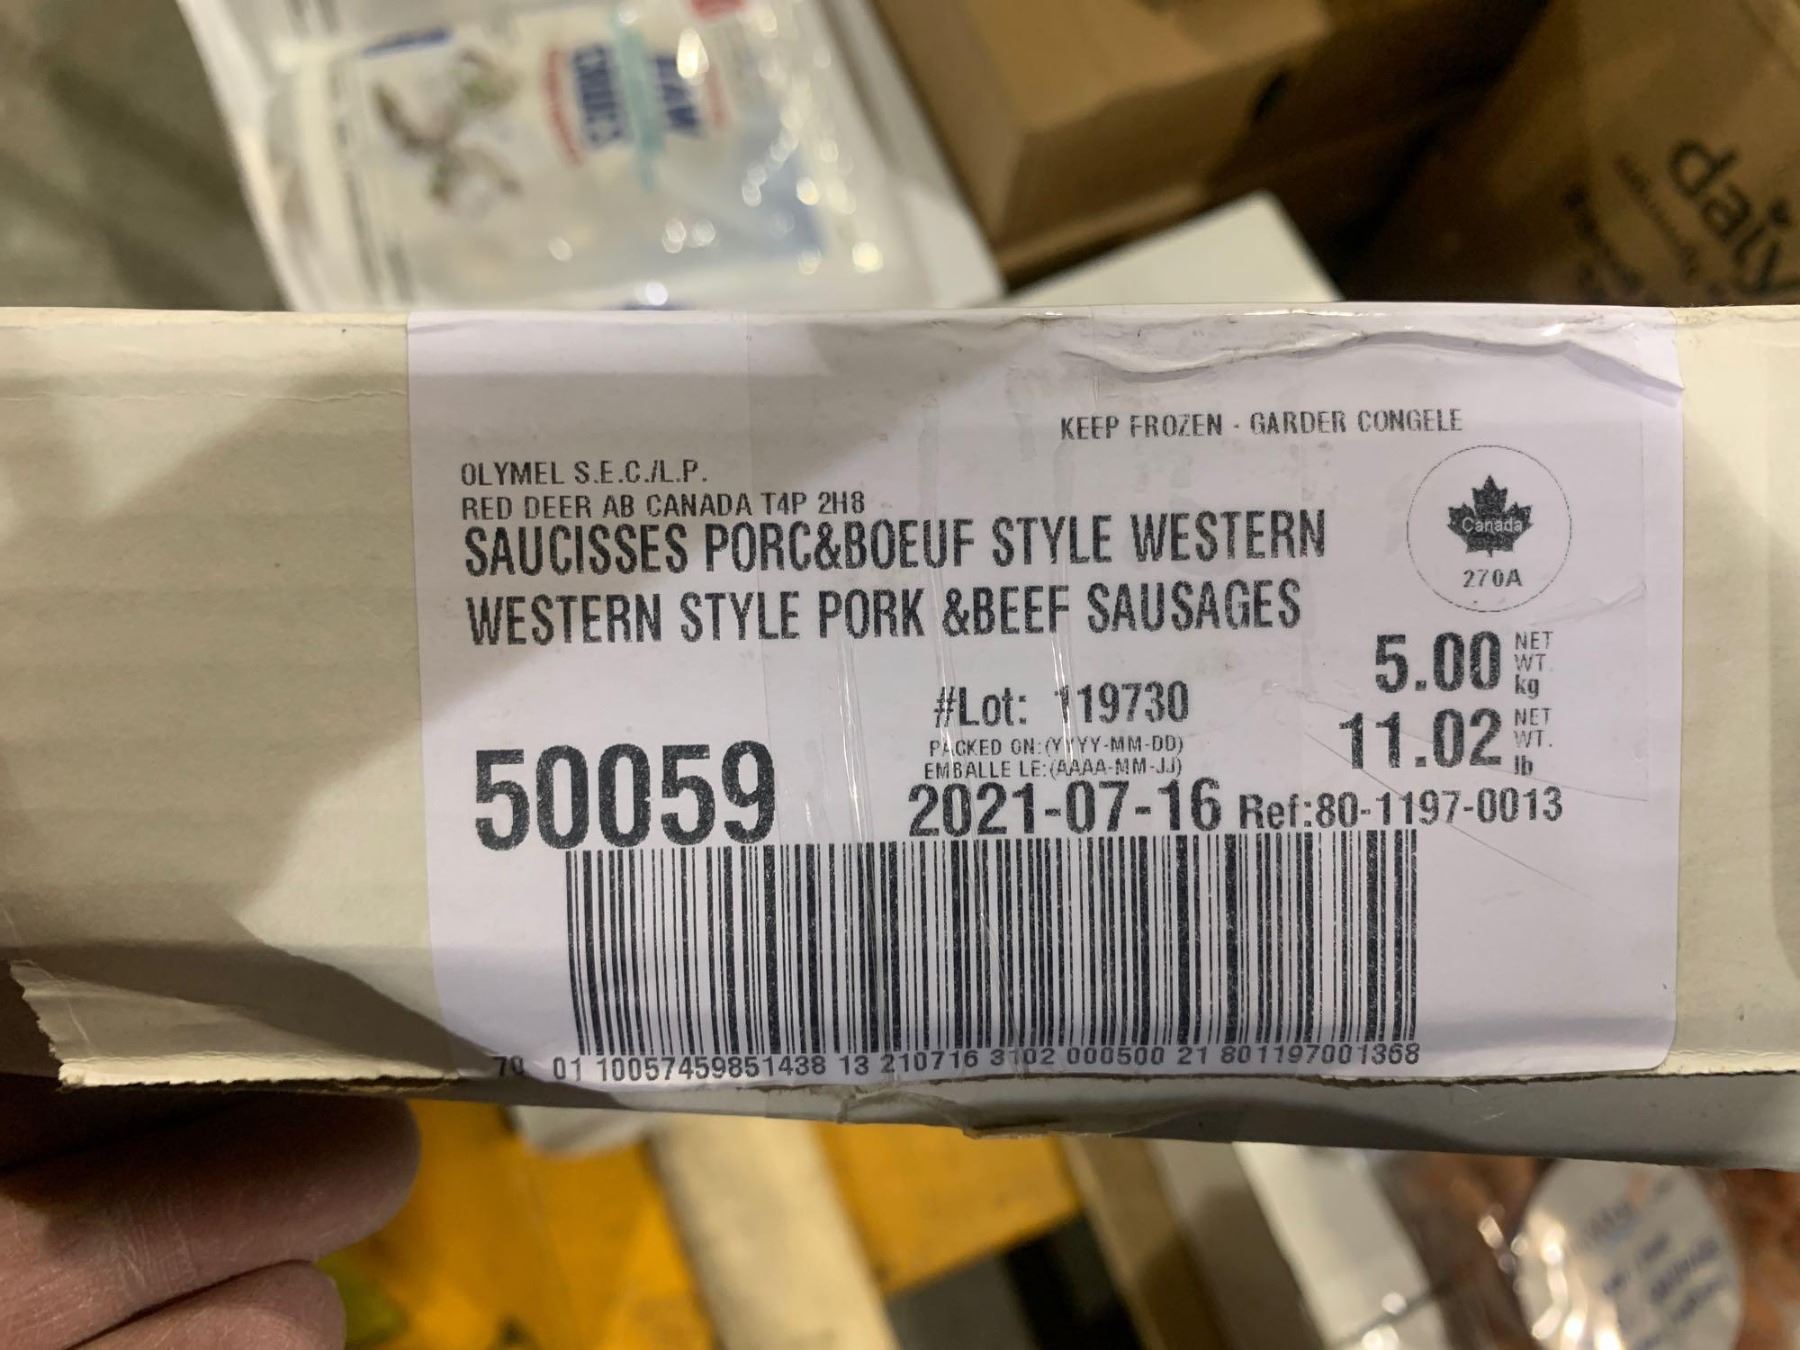 RAW
daily
KEEP FROZEN - GARDER CONGELE
OLYMEL S.E.C./L.P.
RED DEER AB CANADA T4P 2H8
SAUCISSES PORC&BOEUF STYLE WESTERN
WESTERN STYLE PORK &BEEF SAUSAGES
Canada
270A
5.00 NET WT. kg
11.02 NET WT. lb
#Lot: 119730
PACKED ON:(YYYY-MM-DD)
EMBALLE LE:(AAAA-MM-JJ)
50059
2021-07-16 Ref:80-1197-0013
70 01 10057459851438 13 210716 3102 000500 21 801197001368